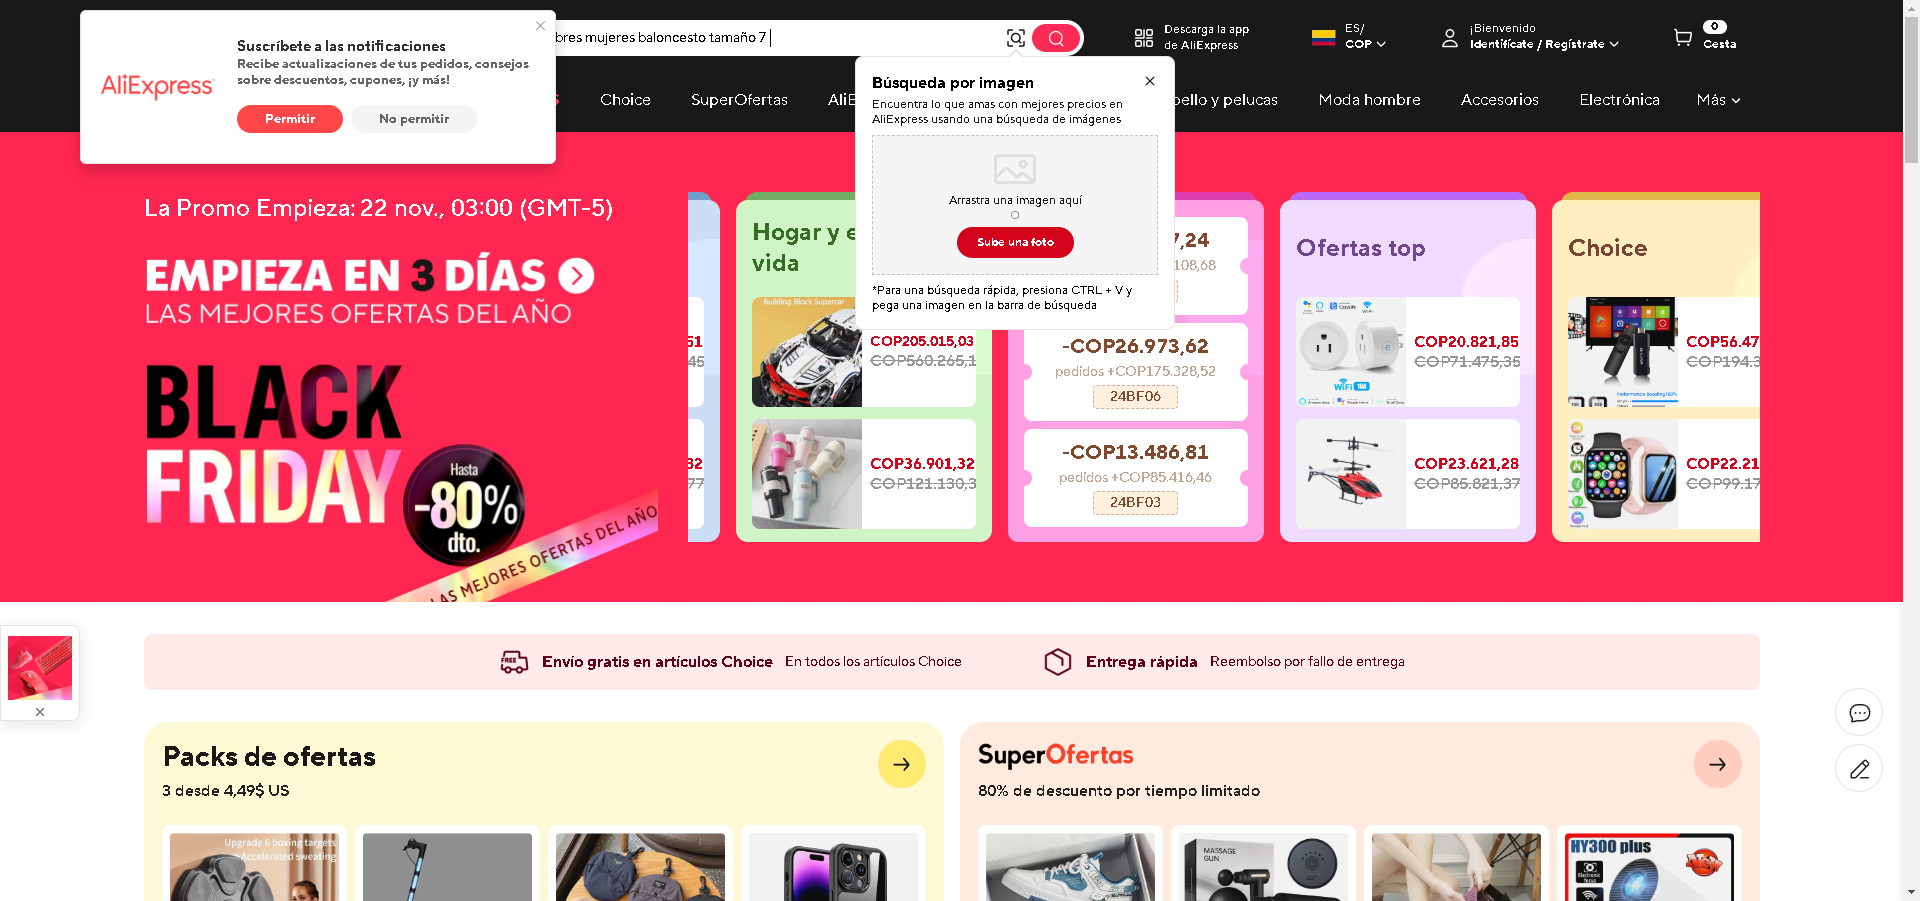 Suscríbete a las notificaciones
Recibe actualizaciones de tus pedidos, consejos
sobre descuentos, cupones, ¡y más!
AliExpress
Permitir
No permitir
bres mujeres baloncesto tamaño 7
Descarga la app
de AliExpress
ES/
COP
¡Bienvenido
Identifícate / Regístrate
0
Cesta
S
Choice
SuperOfertas
AliE
bello y pelucas
Moda hombre
Accesorios
Electrónica
Más
Búsqueda por imagen
Encuentra lo que amas con mejores precios en
AliExpress usando una búsqueda de imágenes
Arrastra una imagen aquí
O
Sube una foto
*Para una búsqueda rápida, presiona CTRL + V y
pega una imagen en la barra de búsqueda
La Promo Empieza: 22 nov., 03:00 (GMT-5)
EMPIEZA EN 3 DÍAS
LAS MEJORES OFERTAS DEL AÑO
BLACK
FRIDAY
Hasta
-80%
dto.
LAS MEJORES OFERTAS DEL AÑO
51
45
32
77
Hogar y e
vida
Building Block Supercar
COP205.015,03
COP560.265,1
COP36.901,32
COP121.130,3
7,24
108,68
-COP26.973,62
pedidos +COP175.328,52
24BF06
-COP13.486,81
pedidos +COP85.416,46
24BF03
Ofertas top
WiFi 16A
COP20.821,85
COP71.475,35
COP23.621,28
COP85.821,37
Choice
COP56.47
COP194.3
COP22.21
COP99.17
FREE
Envío gratis en artículos Choice
En todos los artículos Choice
Entrega rápida
Reembolso por fallo de entrega
Packs de ofertas
3 desde 4,49$ US
SuperOfertas
80% de descuento por tiempo limitado
Upgrade 6 boxing targets
Accelerated sweating
MASSAGE
GUN
HY300 plus
Electronic
focus
New